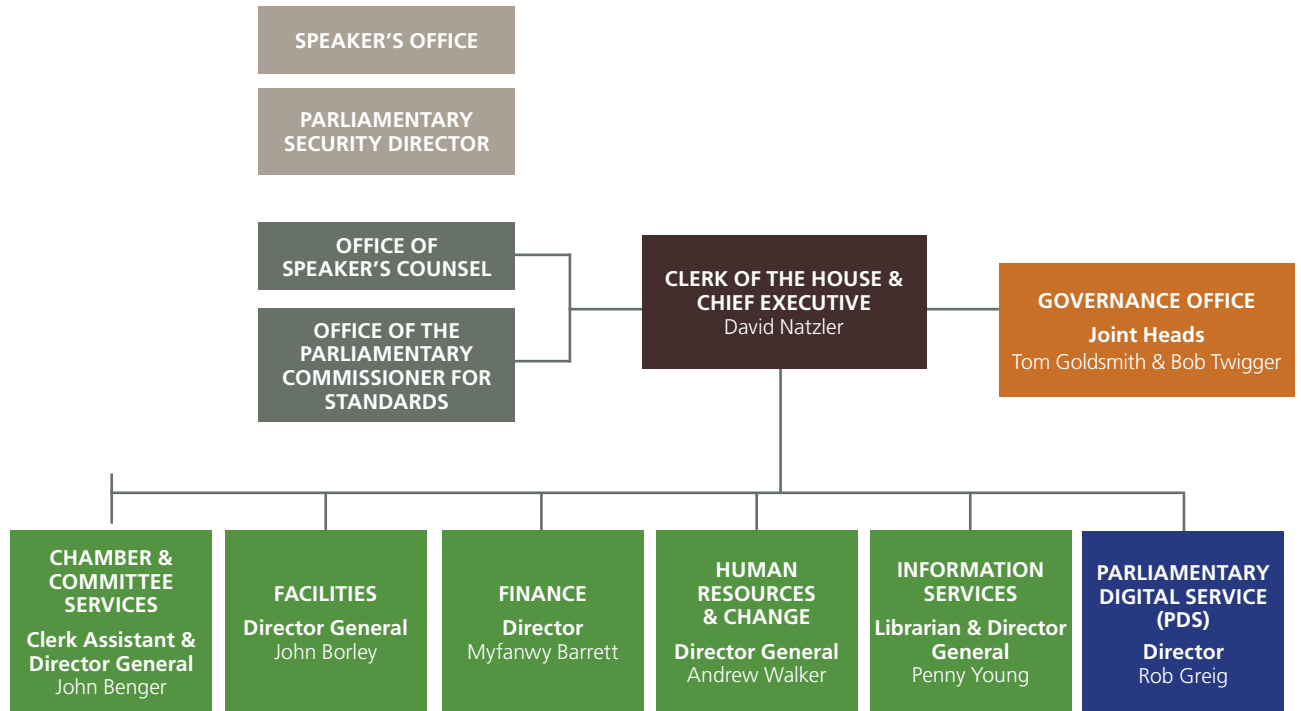 SPEAKER’S OFFICE
PARLIAMENTARY
SECURITY DIRECTOR
OFFICE OF
SPEAKER’S COUNSEL
OFFICE OF THE
PARLIAMENTARY
COMMISSIONER FOR
STANDARDS
CLERK OF THE HOUSE &
CHIEF EXECUTIVE
David Natzler
GOVERNANCE OFFICE
Joint Heads
Tom Goldsmith & Bob Twigger
CHAMBER &
COMMITTEE
SERVICES
Clerk Assistant &
Director General
John Benger
FACILITIES
Director General
John Borley
FINANCE
Director
Myfanwy Barrett
HUMAN
RESOURCES
& CHANGE
Director General
Andrew Walker
INFORMATION
SERVICES
Librarian & Director
General
Penny Young
PARLIAMENTARY
DIGITAL SERVICE
(PDS)
Director
Rob Greig